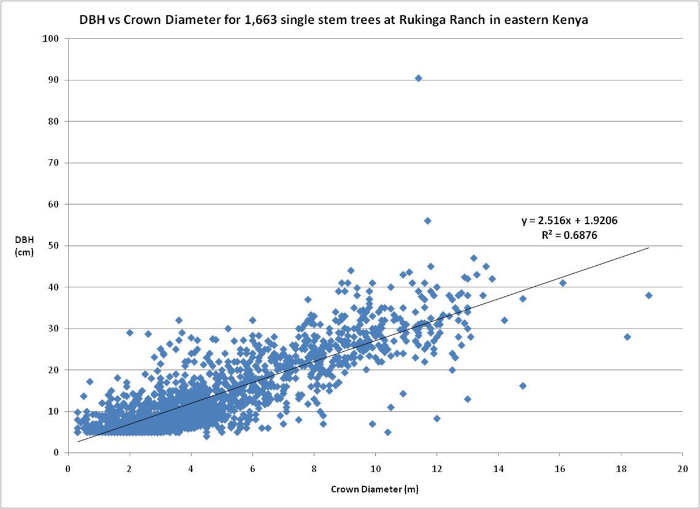 DBH vs Crown Diameter for 1,663 single stem trees at Rukinga Ranch in eastern Kenya
100
90
80
70
60
50
40
30
20
10
0
DBH
(cm)
y = 2.516x + 1.9206
R² = 0.6876
0 2 4 6 8 10 12 14 16 18 20
Crown Diameter (m)